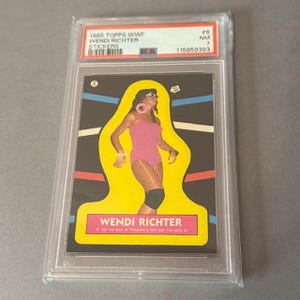 1985 TOPPS WWF #8
WENDI RICHTER NM
STICKERS 7
PSA 115859393
WENDI RICHTER